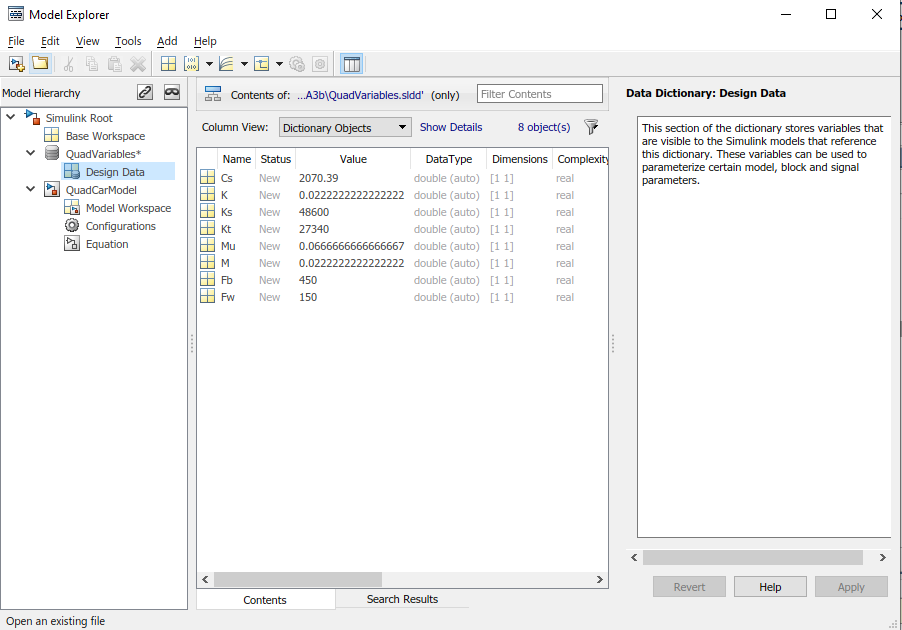 Model Explorer
File Edit View Tools Add Help
Model Hierarchy
Simulink Root
Base Workspace
QuadVariables*
Design Data
QuadCarModel
Model Workspace
Configurations
Equation
Contents of: ...A3b\QuadVariables.sldd' (only) Filter Contents
Column View: Dictionary Objects Show Details 8 object(s)
Name Status Value DataType Dimensions Complexity
Cs New 2070.39 double (auto) [1 1] real
K New 0.0222222222222222 double (auto) [1 1] real
Ks New 48600 double (auto) [1 1] real
Kt New 27340 double (auto) [1 1] real
Mu New 0.0666666666666667 double (auto) [1 1] real
M New 0.0222222222222222 double (auto) [1 1] real
Fb New 450 double (auto) [1 1] real
Fw New 150 double (auto) [1 1] real
Contents Search Results
Data Dictionary: Design Data
This section of the dictionary stores variables that
are visible to the Simulink models that reference
this dictionary. These variables can be used to
parameterize certain model, block and signal
parameters.
Revert Help Apply
Open an existing file